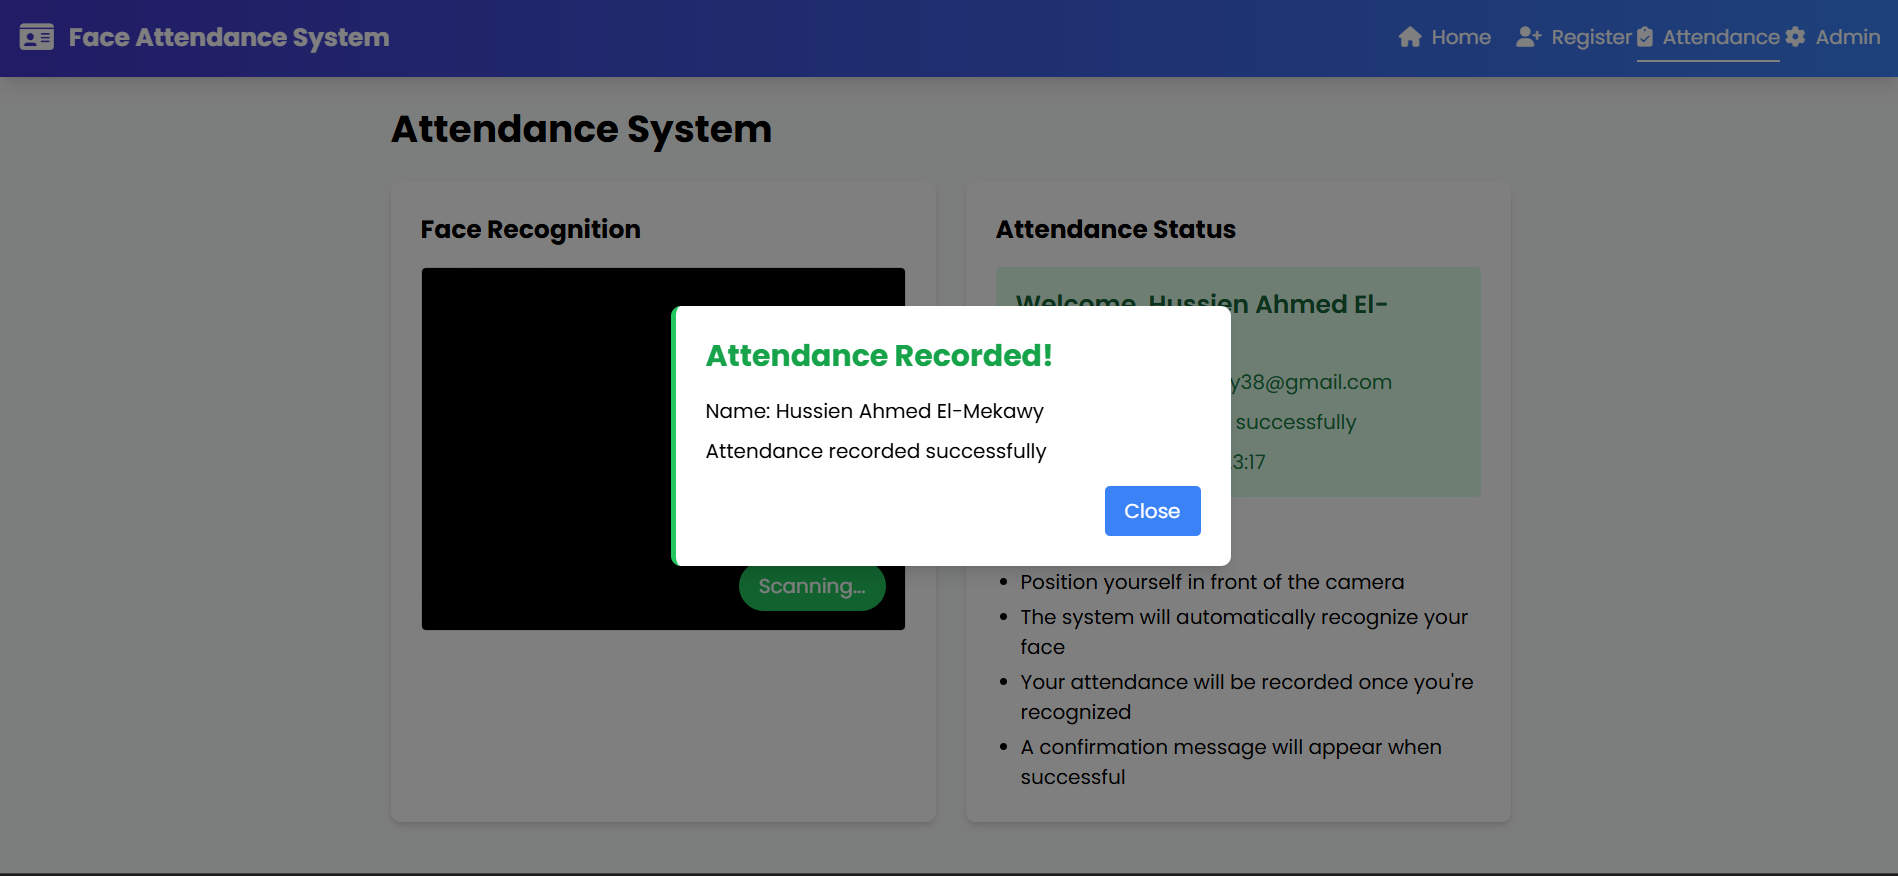 Face Attendance System
Home Register Attendance Admin
Attendance System
Face Recognition
Scanning...
Attendance Status
Welcome, Hussien Ahmed El-
y38@gmail.com
successfully
3:17
Attendance Recorded!
Name: Hussien Ahmed El-Mekawy
Attendance recorded successfully
Close
Position yourself in front of the camera
The system will automatically recognize your
face
Your attendance will be recorded once you're
recognized
A confirmation message will appear when
successful